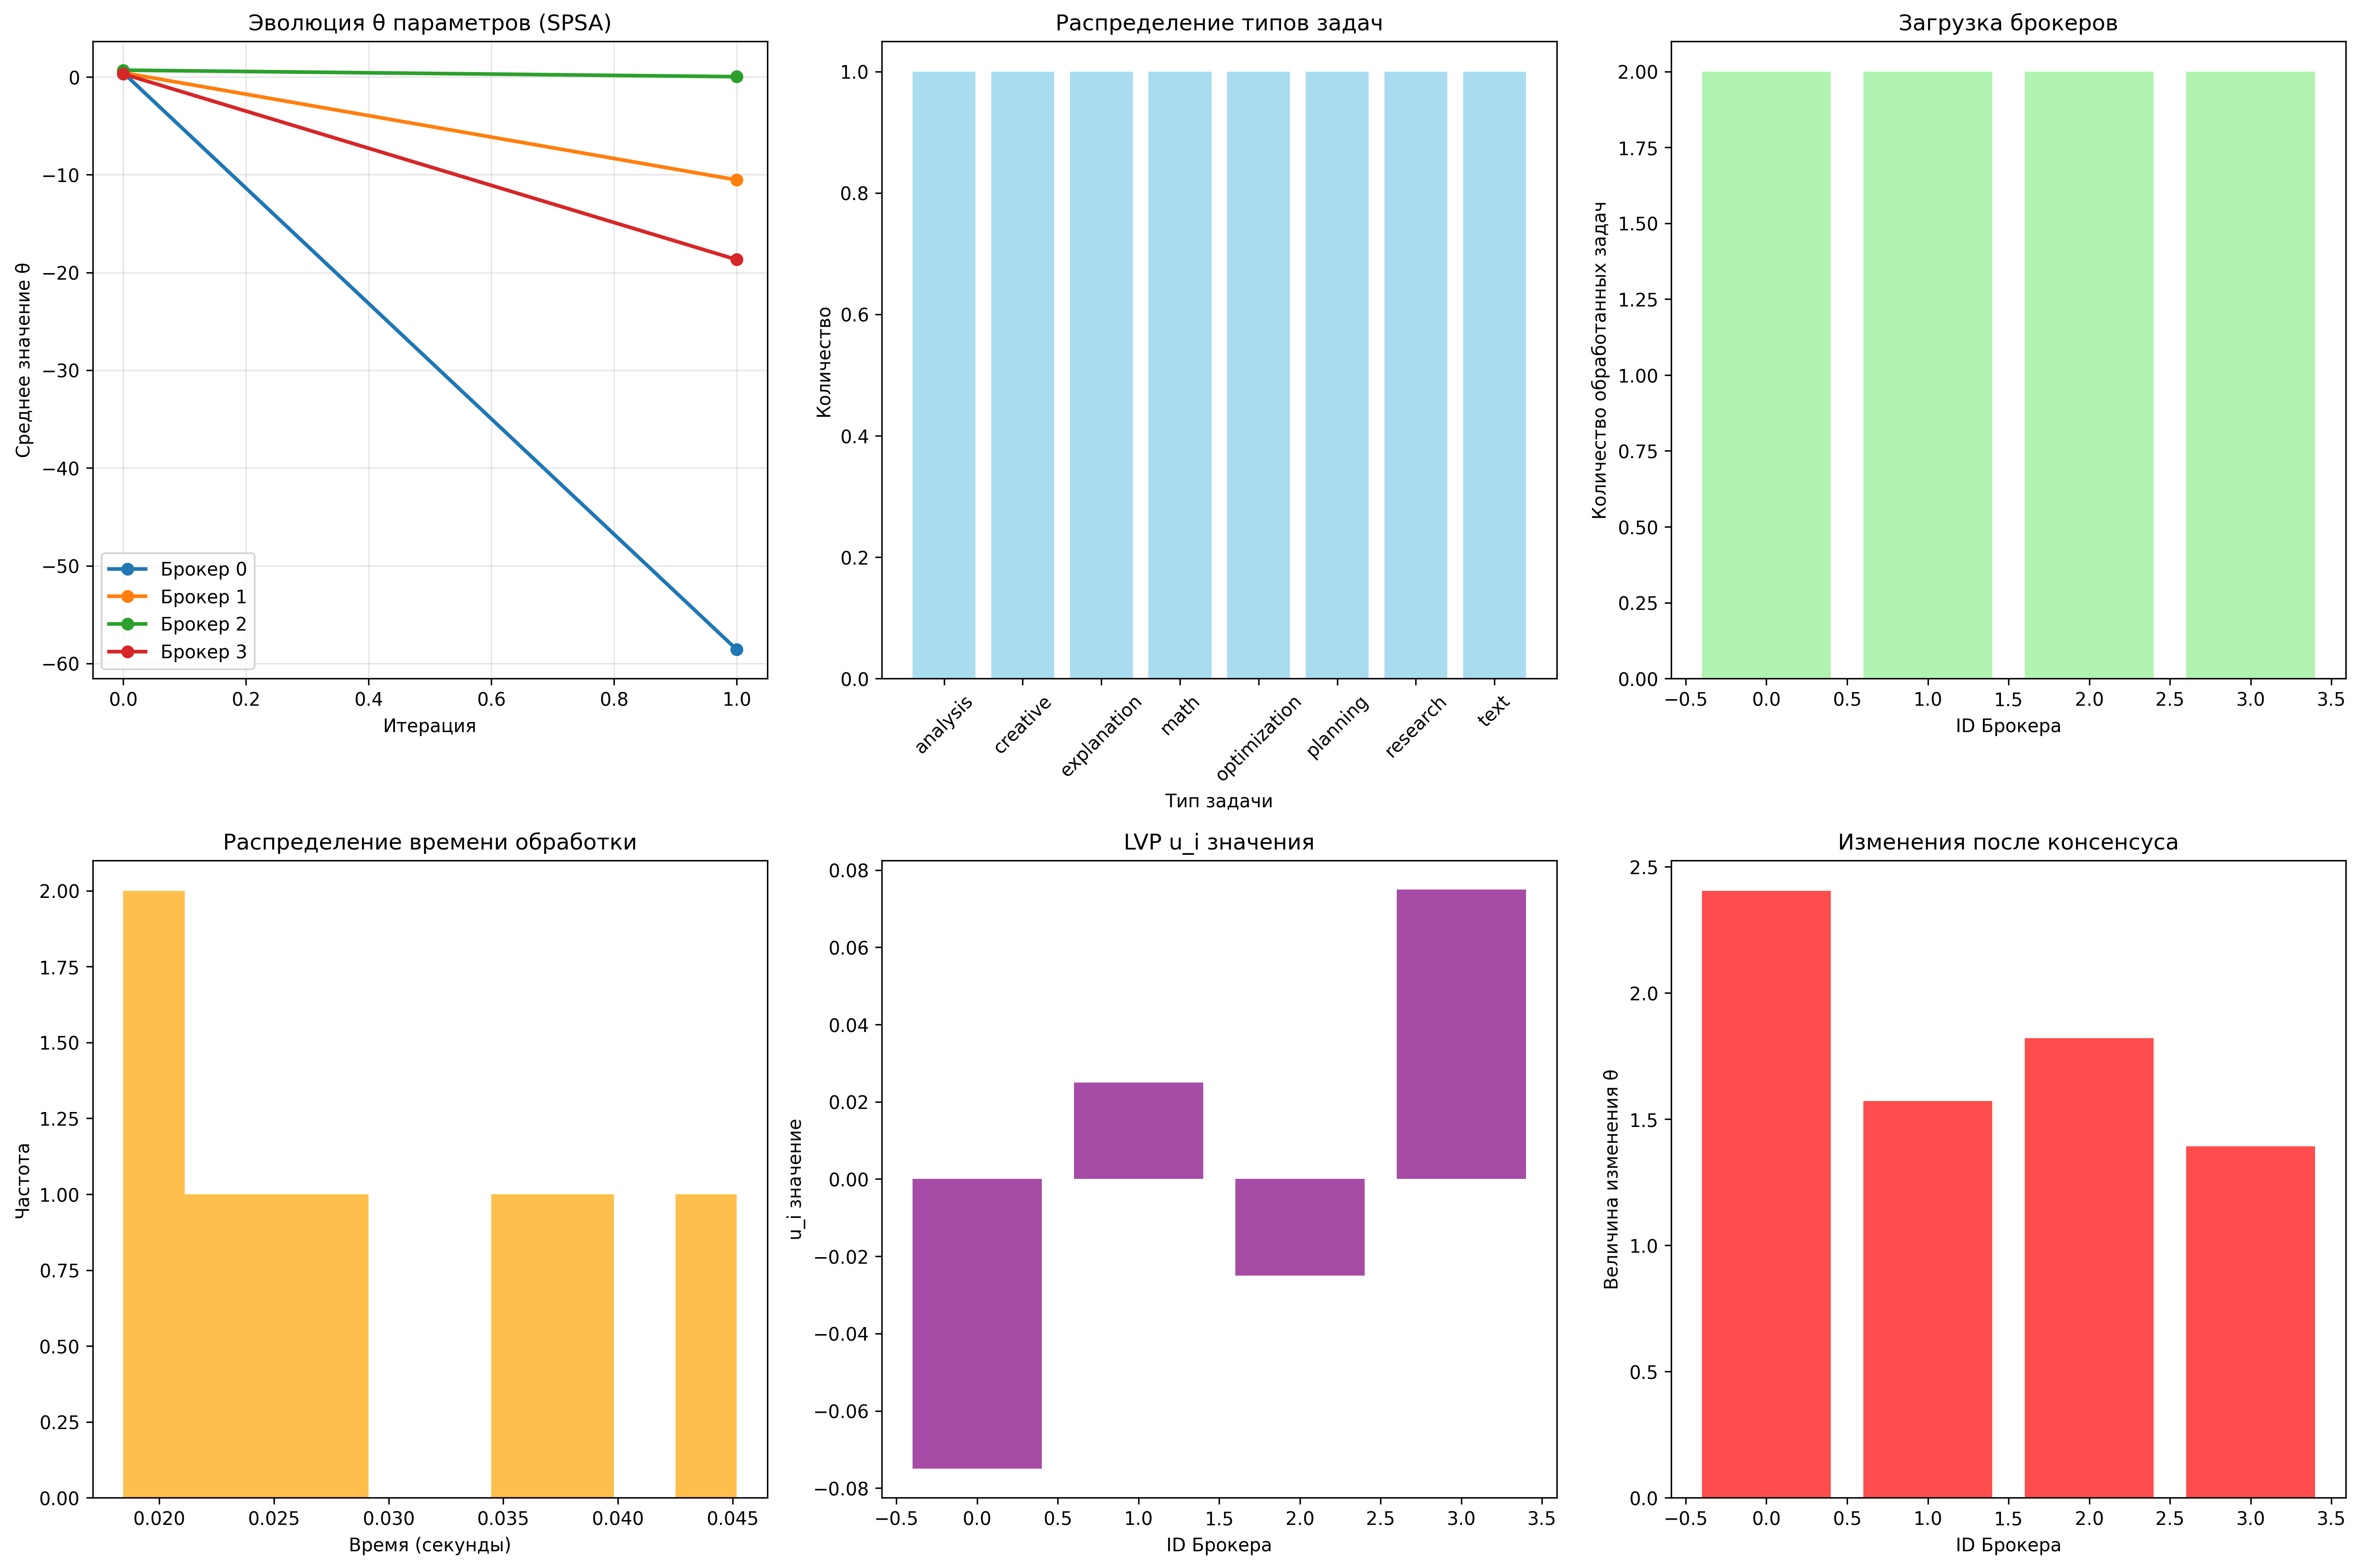 Эволюция θ параметров (SPSA)
Среднее значение θ
0
−10
−20
−30
−40
−50
−60
Брокер 0
Брокер 1
Брокер 2
Брокер 3
0.0 0.2 0.4 0.6 0.8 1.0
Итерация
Распределение типов задач
Количество
1.0
0.8
0.6
0.4
0.2
0.0
analysis creative explanation math optimization planning research text
Тип задачи
Загрузка брокеров
Количество обработанных задач
2.00
1.75
1.50
1.25
1.00
0.75
0.50
0.25
0.00
−0.5 0.0 0.5 1.0 1.5 2.0 2.5 3.0 3.5
ID Брокера
Распределение времени обработки
Частота
2.00
1.75
1.50
1.25
1.00
0.75
0.50
0.25
0.00
0.020 0.025 0.030 0.035 0.040 0.045
Время (секунды)
LVP u_i значения
u_i значение
0.08
0.06
0.04
0.02
0.00
−0.02
−0.04
−0.06
−0.08
−0.5 0.0 0.5 1.0 1.5 2.0 2.5 3.0 3.5
ID Брокера
Изменения после консенсуса
Величина изменения θ
2.5
2.0
1.5
1.0
0.5
0.0
−0.5 0.0 0.5 1.0 1.5 2.0 2.5 3.0 3.5
ID Брокера